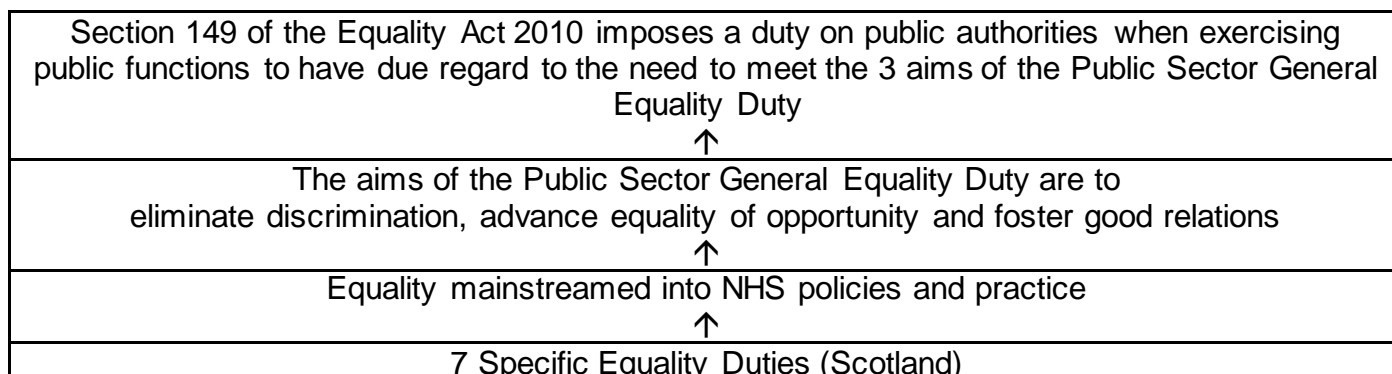 Section 149 of the Equality Act 2010 imposes a duty on public authorities when exercising
public functions to have due regard to the need to meet the 3 aims of the Public Sector General
Equality Duty
↑
The aims of the Public Sector General Equality Duty are to
eliminate discrimination, advance equality of opportunity and foster good relations
↑
Equality mainstreamed into NHS policies and practice
↑
7 Specific Equality Duties (Scotland)